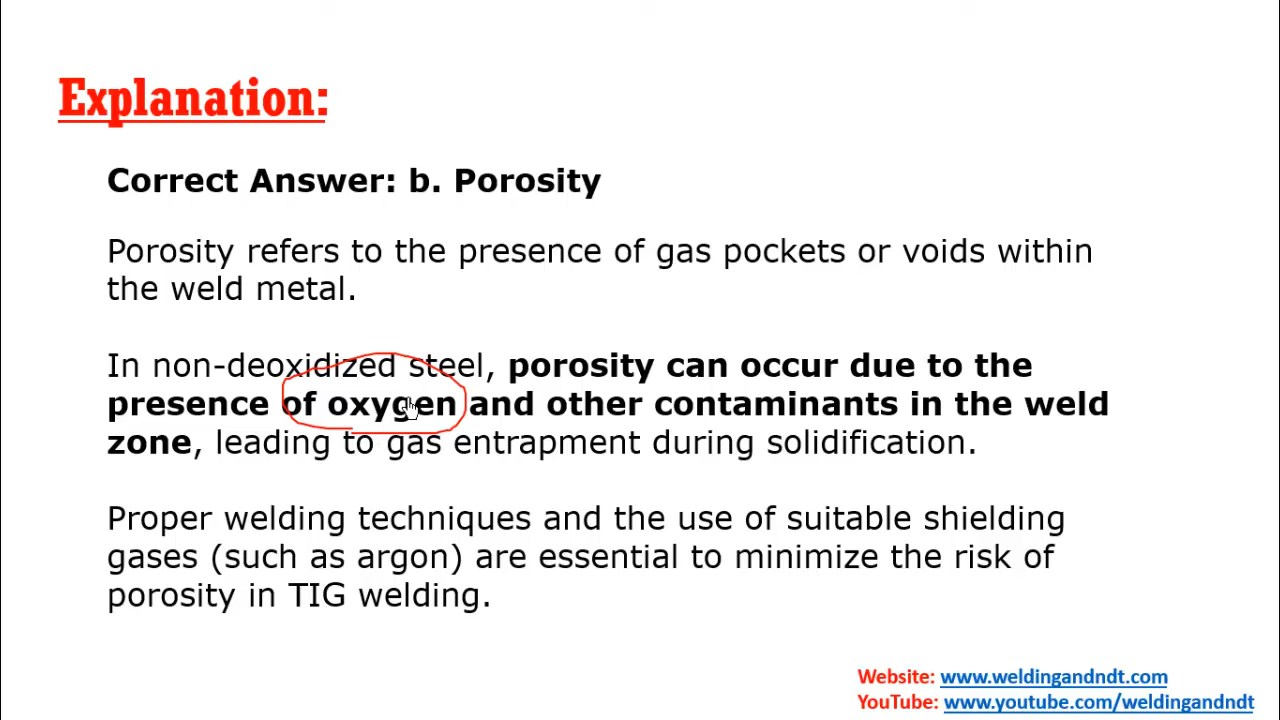 Explanation:
Correct Answer: b. Porosity
Porosity refers to the presence of gas pockets or voids within
the weld metal.
In non-deoxidized steel, porosity can occur due to the
presence of oxygen and other contaminants in the weld
zone, leading to gas entrapment during solidification.
Proper welding techniques and the use of suitable shielding
gases (such as argon) are essential to minimize the risk of
porosity in TIG welding.
Website: www.weldingandndt.com
YouTube: www.youtube.com/weldingandndt